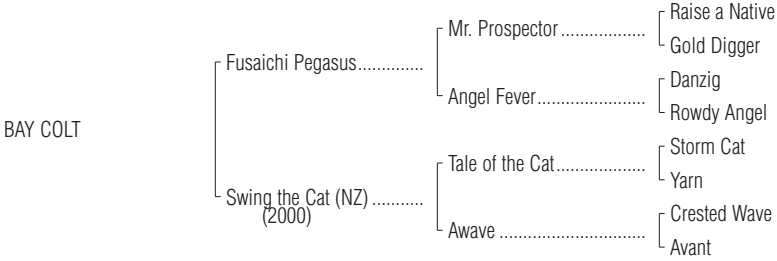 Raise a Native
Mr. Prospector...................
Gold Digger
Fusaichi Pegasus..............
Danzig
Angel Fever........................
Rowdy Angel
BAY COLT
Storm Cat
Tale of the Cat....................
Yarn
Swing the Cat (NZ) ...........
(2000)
Crested Wave
Awave ................................
Avant